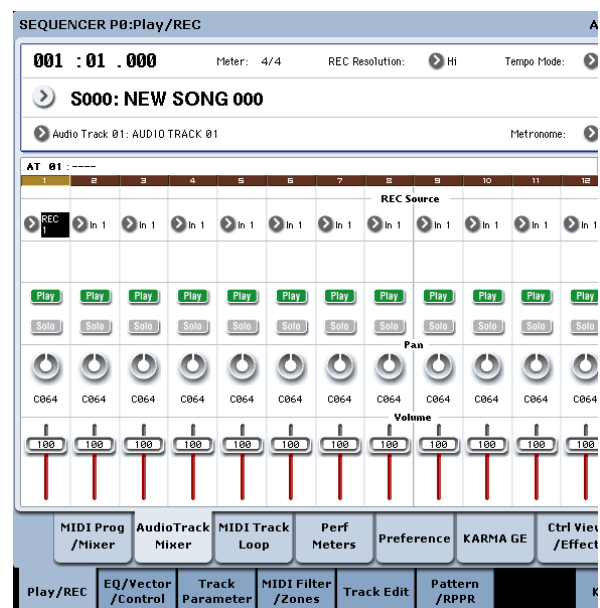 SEQUENCER P0:Play/REC A
001 :01 .000 Meter: 4/4 REC Resolution: Hi Tempo Mode:
S000: NEW SONG 000
Audio Track 01: AUDIO TRACK 01 Metronome:
AT 01 :----
1 2 3 4 5 6 7 8 9 10 11 12
REC Source
REC 1 In 1 In 1 In 1 In 1 In 1 In 1 In 1 In 1 In 1 In 1 In 1
Play Play Play Play Play Play Play Play Play Play Play Play
Solo Solo Solo Solo Solo Solo Solo Solo Solo Solo Solo Solo
Pan
C064 C064 C064 C064 C064 C064 C064 C064 C064 C064 C064 C064
Volume
100 100 100 100 100 100 100 100 100 100 100 100
MIDI Prog /Mixer AudioTrack Mixer MIDI Track Loop Perf Meters Preference KARMA GE Ctrl View /Effect
Play/REC EQ/Vector /Control Track Parameter MIDI Filter /Zones Track Edit Pattern /RPPR K